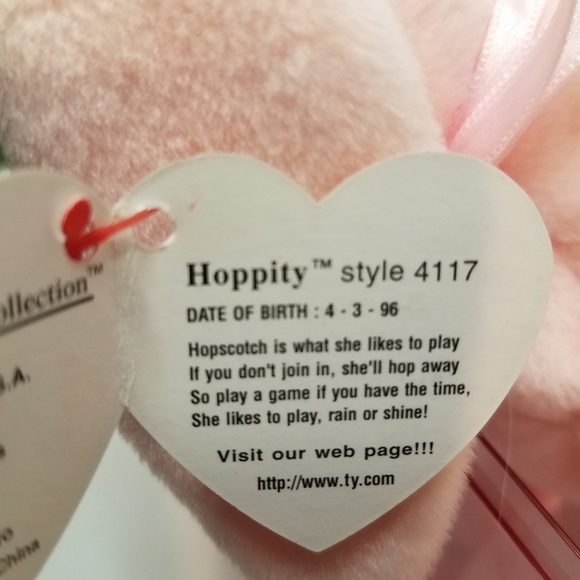 ollection™
S.A.
China
Hoppity™ style 4117
DATE OF BIRTH : 4 - 3 - 96
Hopscotch is what she likes to play
If you don't join in, she'll hop away
So play a game if you have the time,
She likes to play, rain or shine!
Visit our web page!!!
http://www.ty.com